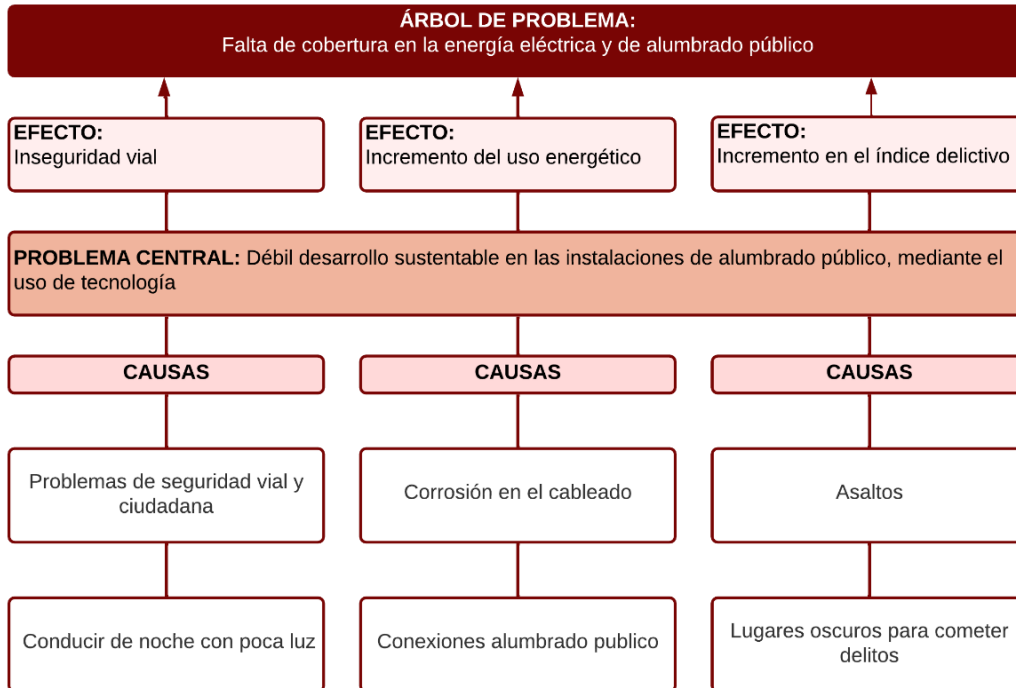 ÁRBOL DE PROBLEMA:
Falta de cobertura en la energía eléctrica y de alumbrado público
EFECTO:
Inseguridad vial
EFECTO:
Incremento del uso energético
EFECTO:
Incremento en el índice delictivo
PROBLEMA CENTRAL: Débil desarrollo sustentable en las instalaciones de alumbrado público, mediante el
uso de tecnología
CAUSAS
CAUSAS
CAUSAS
Problemas de seguridad vial y
ciudadana
Corrosión en el cableado
Asaltos
Conducir de noche con poca luz
Conexiones alumbrado publico
Lugares oscuros para cometer
delitos